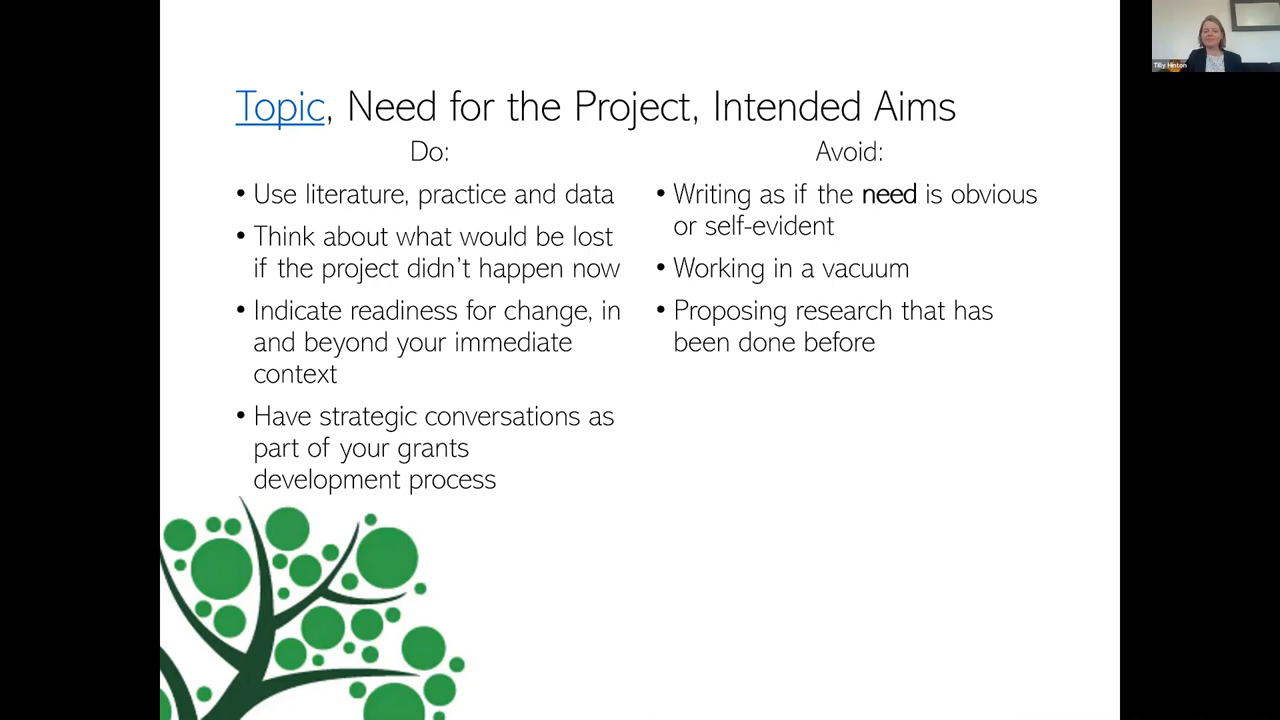 Topic, Need for the Project, Intended Aims
Do:
• Use literature, practice and data
• Think about what would be lost
if the project didn't happen now
• Indicate readiness for change, in
and beyond your immediate
context
• Have strategic conversations as
part of your grants
development process
Avoid:
• Writing as if the need is obvious
or self-evident
• Working in a vacuum
• Proposing research that has
been done before
Tilly Hinton